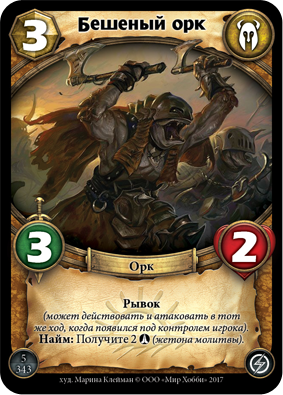 3
Бешеный орк
3
2
Орк
Рывок
(может действовать и атаковать в тот
же ход, когда появился под контролем игрока).
Найм: Получите 2 (жетона молитвы).
5
343
худ. Марина Клейман © ООО «Мир Хобби» 2017